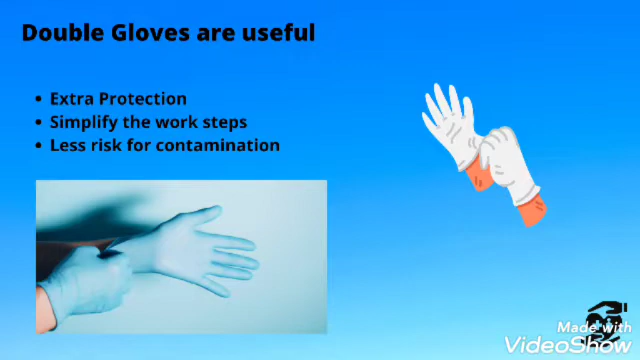 Double Gloves are useful
• Extra Protection
• Simplify the work steps
• Less risk for contamination
Made with
VideoShow